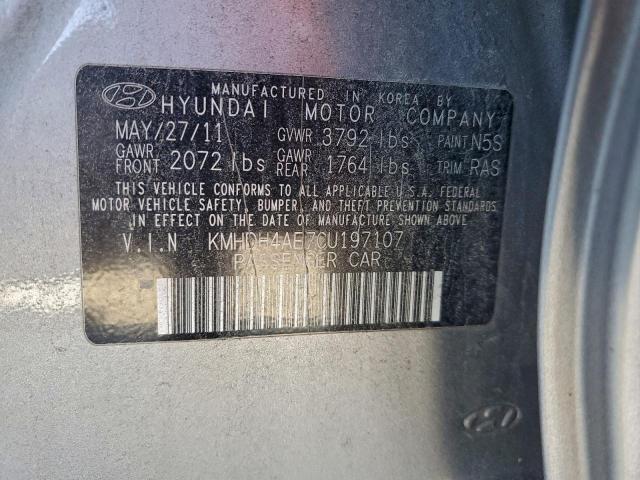 MANUFACTURED IN KOREA BY
HYUNDAI MOTOR COMPANY
MAY/27/11 GVWR 3792 lbs PAINT N5S
GAWR FRONT 2072 lbs GAWR REAR 1764 lbs TRIM RAS
THIS VEHICLE CONFORMS TO ALL APPLICABLE U.S.A. FEDERAL
MOTOR VEHICLE SAFETY, BUMPER, AND THEFT PREVENTION STANDARDS
IN EFFECT ON THE DATE OF MANUFACTURE SHOWN ABOVE.
V.I.N KMHDH4AE7CU197107
PASSENGER CAR